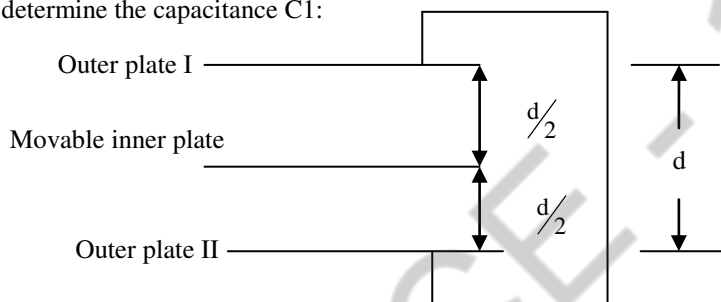 determine the capacitance C1:
Outer plate I
d/2
Movable inner plate
d
d/2
Outer plate II